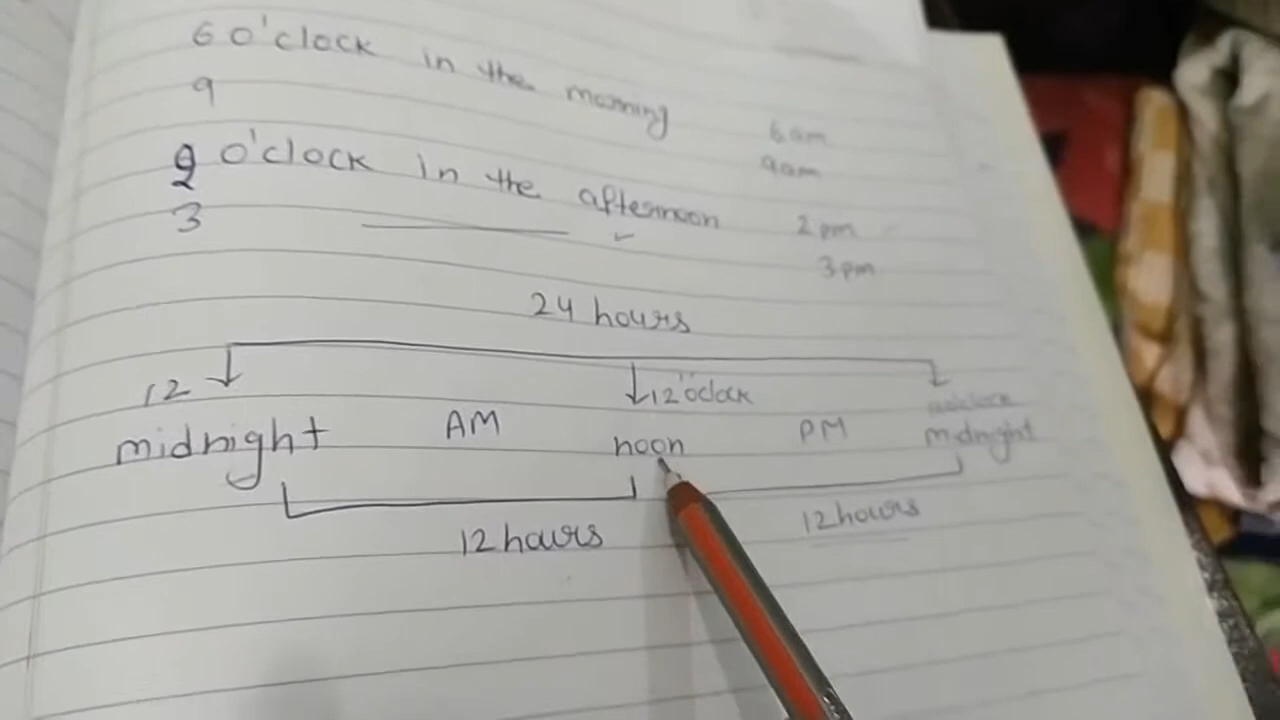 6 o'clock in the morning 6am
9 9am
2 o'clock in the afternoon 2pm
3 3pm
24 hours
12 12 o'clock
midnight AM noon PM midnight
12 hours 12 hours